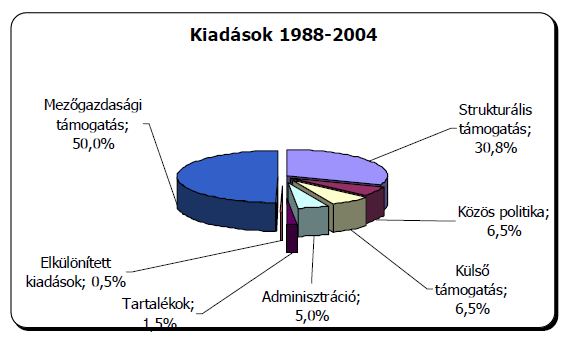 Kiadások 1988-2004
Mezőgazdasági
támogatás;
50,0%
Strukturális
támogatás;
30,8%
Közös politika;
6,5%
Külső
támogatás;
6,5%
Adminisztráció;
5,0%
Tartalékok;
1,5%
Elkülönített
kiadások; 0,5%